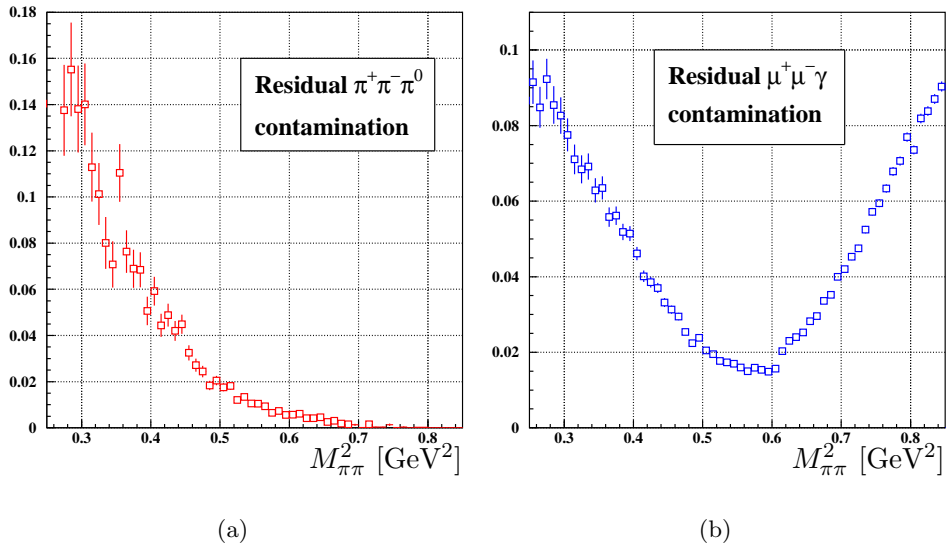 0.18
0.16
0.14
0.12
0.1
0.08
0.06
0.04
0.02
0
0.3 0.4 0.5 0.6 0.7 0.8
Residual π⁺π⁻π⁰
contamination
M²ππ [GeV²]
(a)
0.1
0.08
0.06
0.04
0.02
0
0.3 0.4 0.5 0.6 0.7 0.8
Residual μ⁺μ⁻γ
contamination
M²ππ [GeV²]
(b)